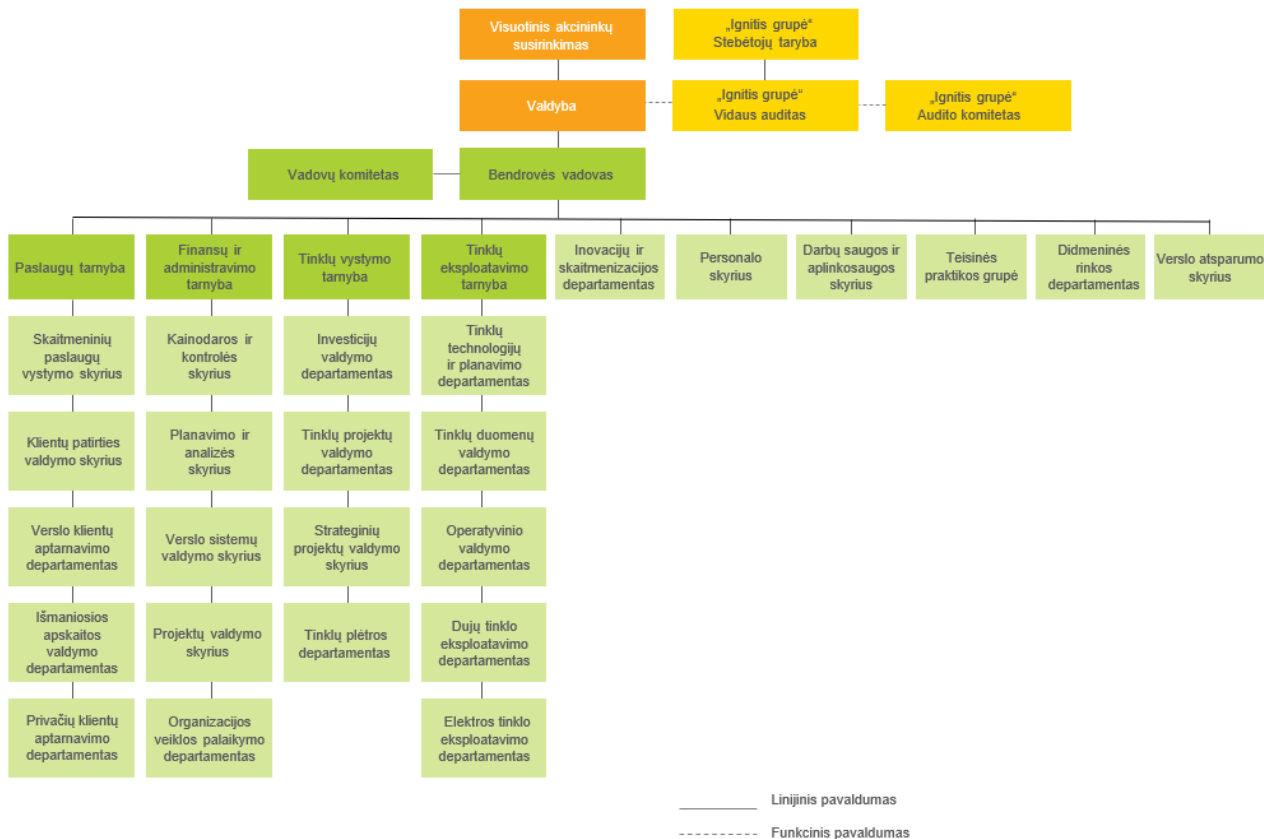 Visuotinis akcininkų
susirinkimas
„Ignitis grupė“
Stebėtojų taryba
Valdyba
„Ignitis grupė“
Vidaus auditas
„Ignitis grupė“
Audito komitetas
Vadovų komitetas
Bendrovės vadovas
Paslaugų tarnyba
Finansų ir
administravimo
tarnyba
Tinklų vystymo
tarnyba
Tinklų
eksploatavimo
tarnyba
Inovacijų ir
skaitmenizacijos
departamentas
Personalo
skyrius
Darbų saugos ir
aplinkosaugos
skyrius
Teisinės
praktikos grupė
Didmeninės
rinkos
departamentas
Verslo atsparumo
skyrius
Skaitmeninių
paslaugų
vystymo skyrius
Kainodaros ir
kontrolės
skyrius
Investicijų
valdymo
departamentas
Tinklų
technologijų
ir planavimo
departamentas
Klientų patirties
valdymo skyrius
Planavimo ir
analizės
skyrius
Tinklų projektų
valdymo
departamentas
Tinklų duomenų
valdymo
departamentas
Verslo klientų
aptarnavimo
departamentas
Verslo sistemų
valdymo skyrius
Strateginių
projektų valdymo
skyrius
Operatyvinio
valdymo
departamentas
Išmaniosios
apskaitos
valdymo
departamentas
Projektų valdymo
skyrius
Tinklų plėtros
departamentas
Dujų tinklo
eksploatavimo
departamentas
Privačių klientų
aptarnavimo
departamentas
Organizacijos
veiklos palaikymo
departamentas
Elektros tinklo
eksploatavimo
departamentas
Linijinis pavaldumas
Funkcinis pavaldumas